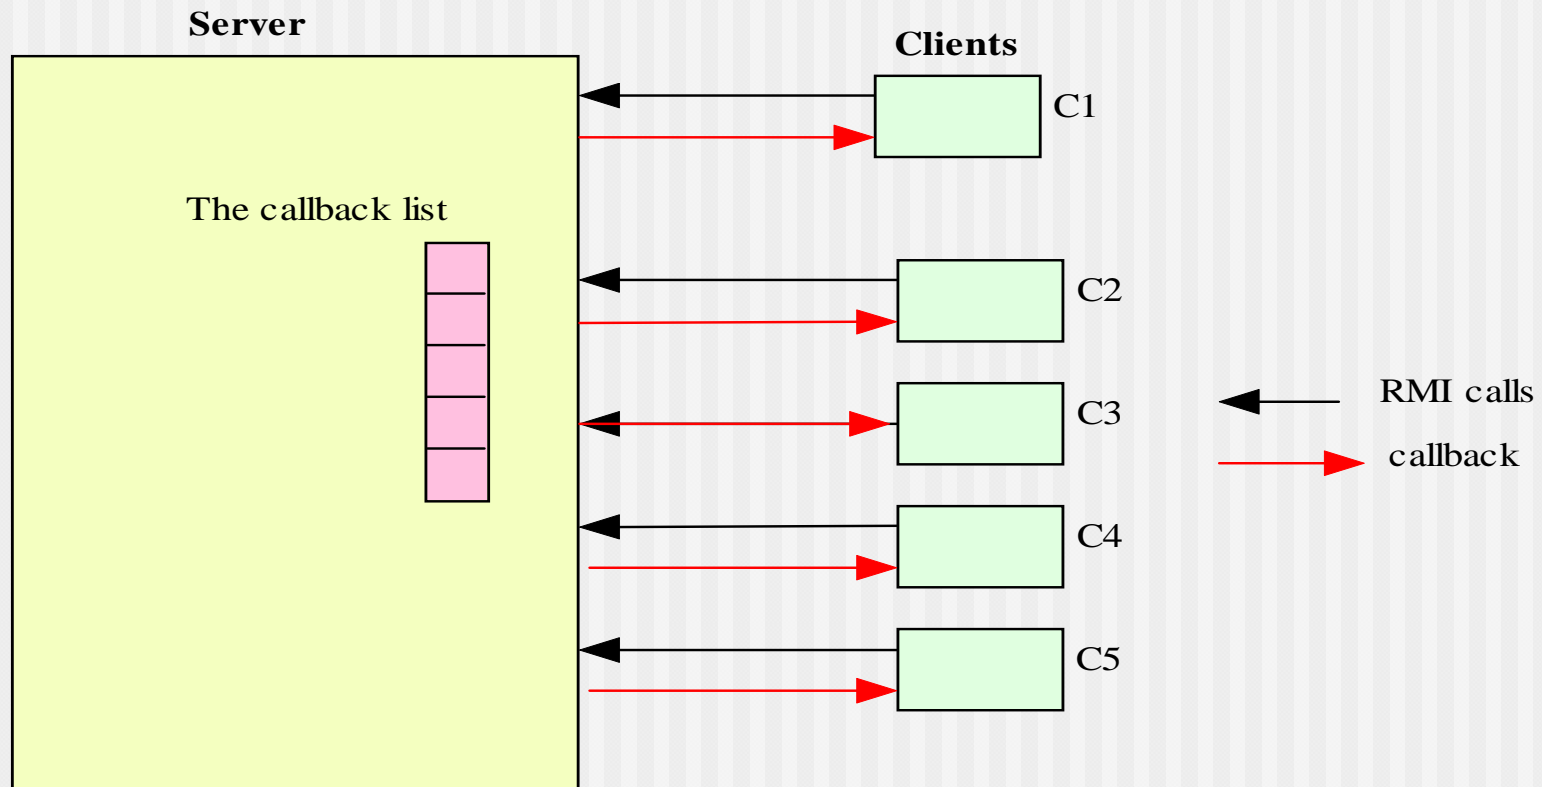 Server
Clients
C1
The callback list
C2
C3
RMI calls
callback
C4
C5